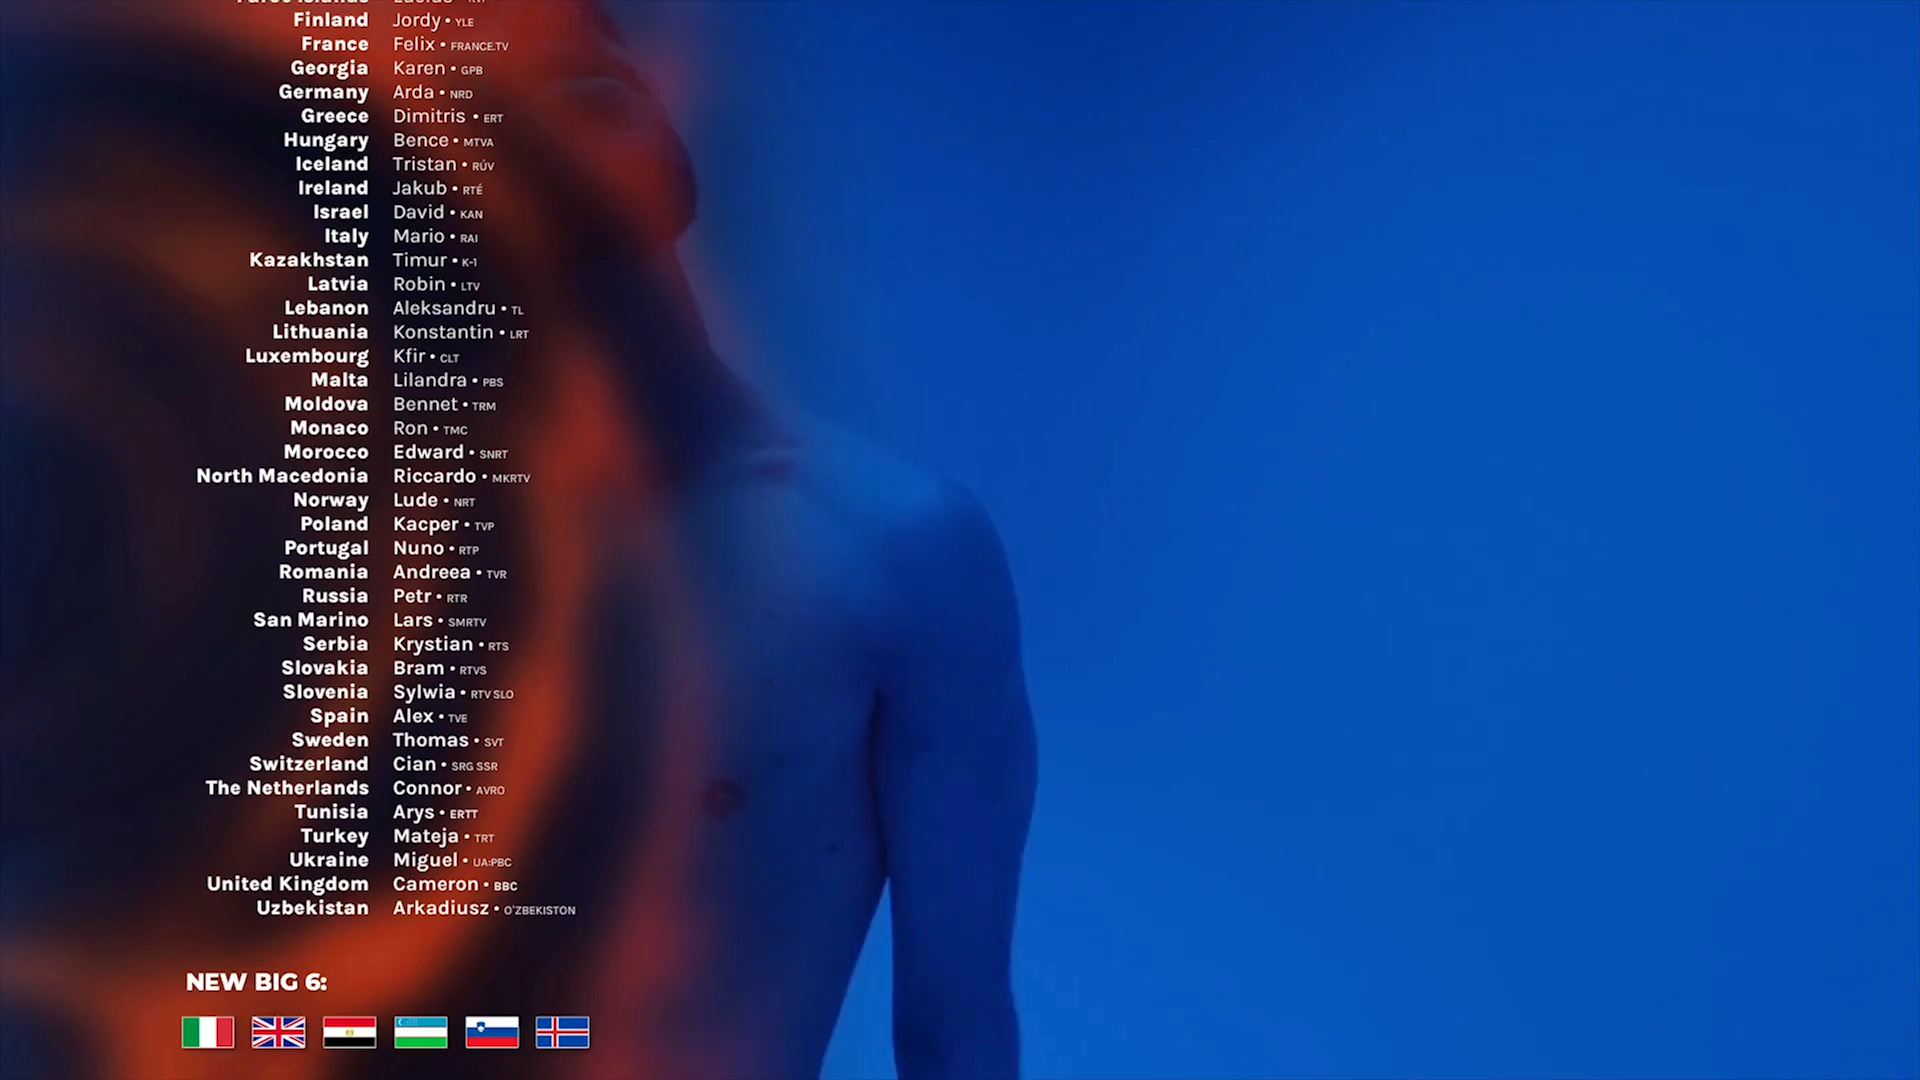 Finland Jordy • YLE
France Felix • FRANCE.TV
Georgia Karen • GPB
Germany Arda • NRD
Greece Dimitris • ERT
Hungary Bence • MTVA
Iceland Tristan • RÚV
Ireland Jakub • RTÉ
Israel David • KAN
Italy Mario • RAI
Kazakhstan Timur • K-1
Latvia Robin • LTV
Lebanon Aleksandru • TL
Lithuania Konstantin • LRT
Luxembourg Kfir • CLT
Malta Lilandra • PBS
Moldova Bennet • TRM
Monaco Ron • TMC
Morocco Edward • SNRT
North Macedonia Riccardo • MKRTV
Norway Lude • NRT
Poland Kacper • TVP
Portugal Nuno • RTP
Romania Andreea • TVR
Russia Petr • RTR
San Marino Lars • SMRTV
Serbia Krystian • RTS
Slovakia Bram • RTVS
Slovenia Sylwia • RTV SLO
Spain Alex • TVE
Sweden Thomas • SVT
Switzerland Cian • SRG SSR
The Netherlands Connor • AVRO
Tunisia Arys • ERTT
Turkey Mateja • TRT
Ukraine Miguel • UA:PBC
United Kingdom Cameron • BBC
Uzbekistan Arkadiusz • O'ZBEKISTON
NEW BIG 6: